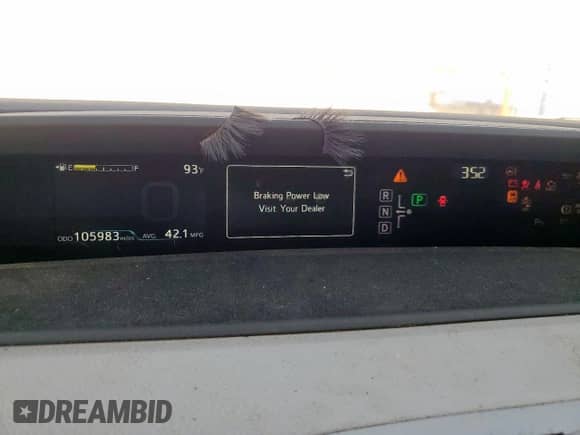 E F
93°F
352
Braking Power Low
Visit Your Dealer
R
N
D
P
ODO 105983 miles AVG. 42.1 MPG
DREAMBID